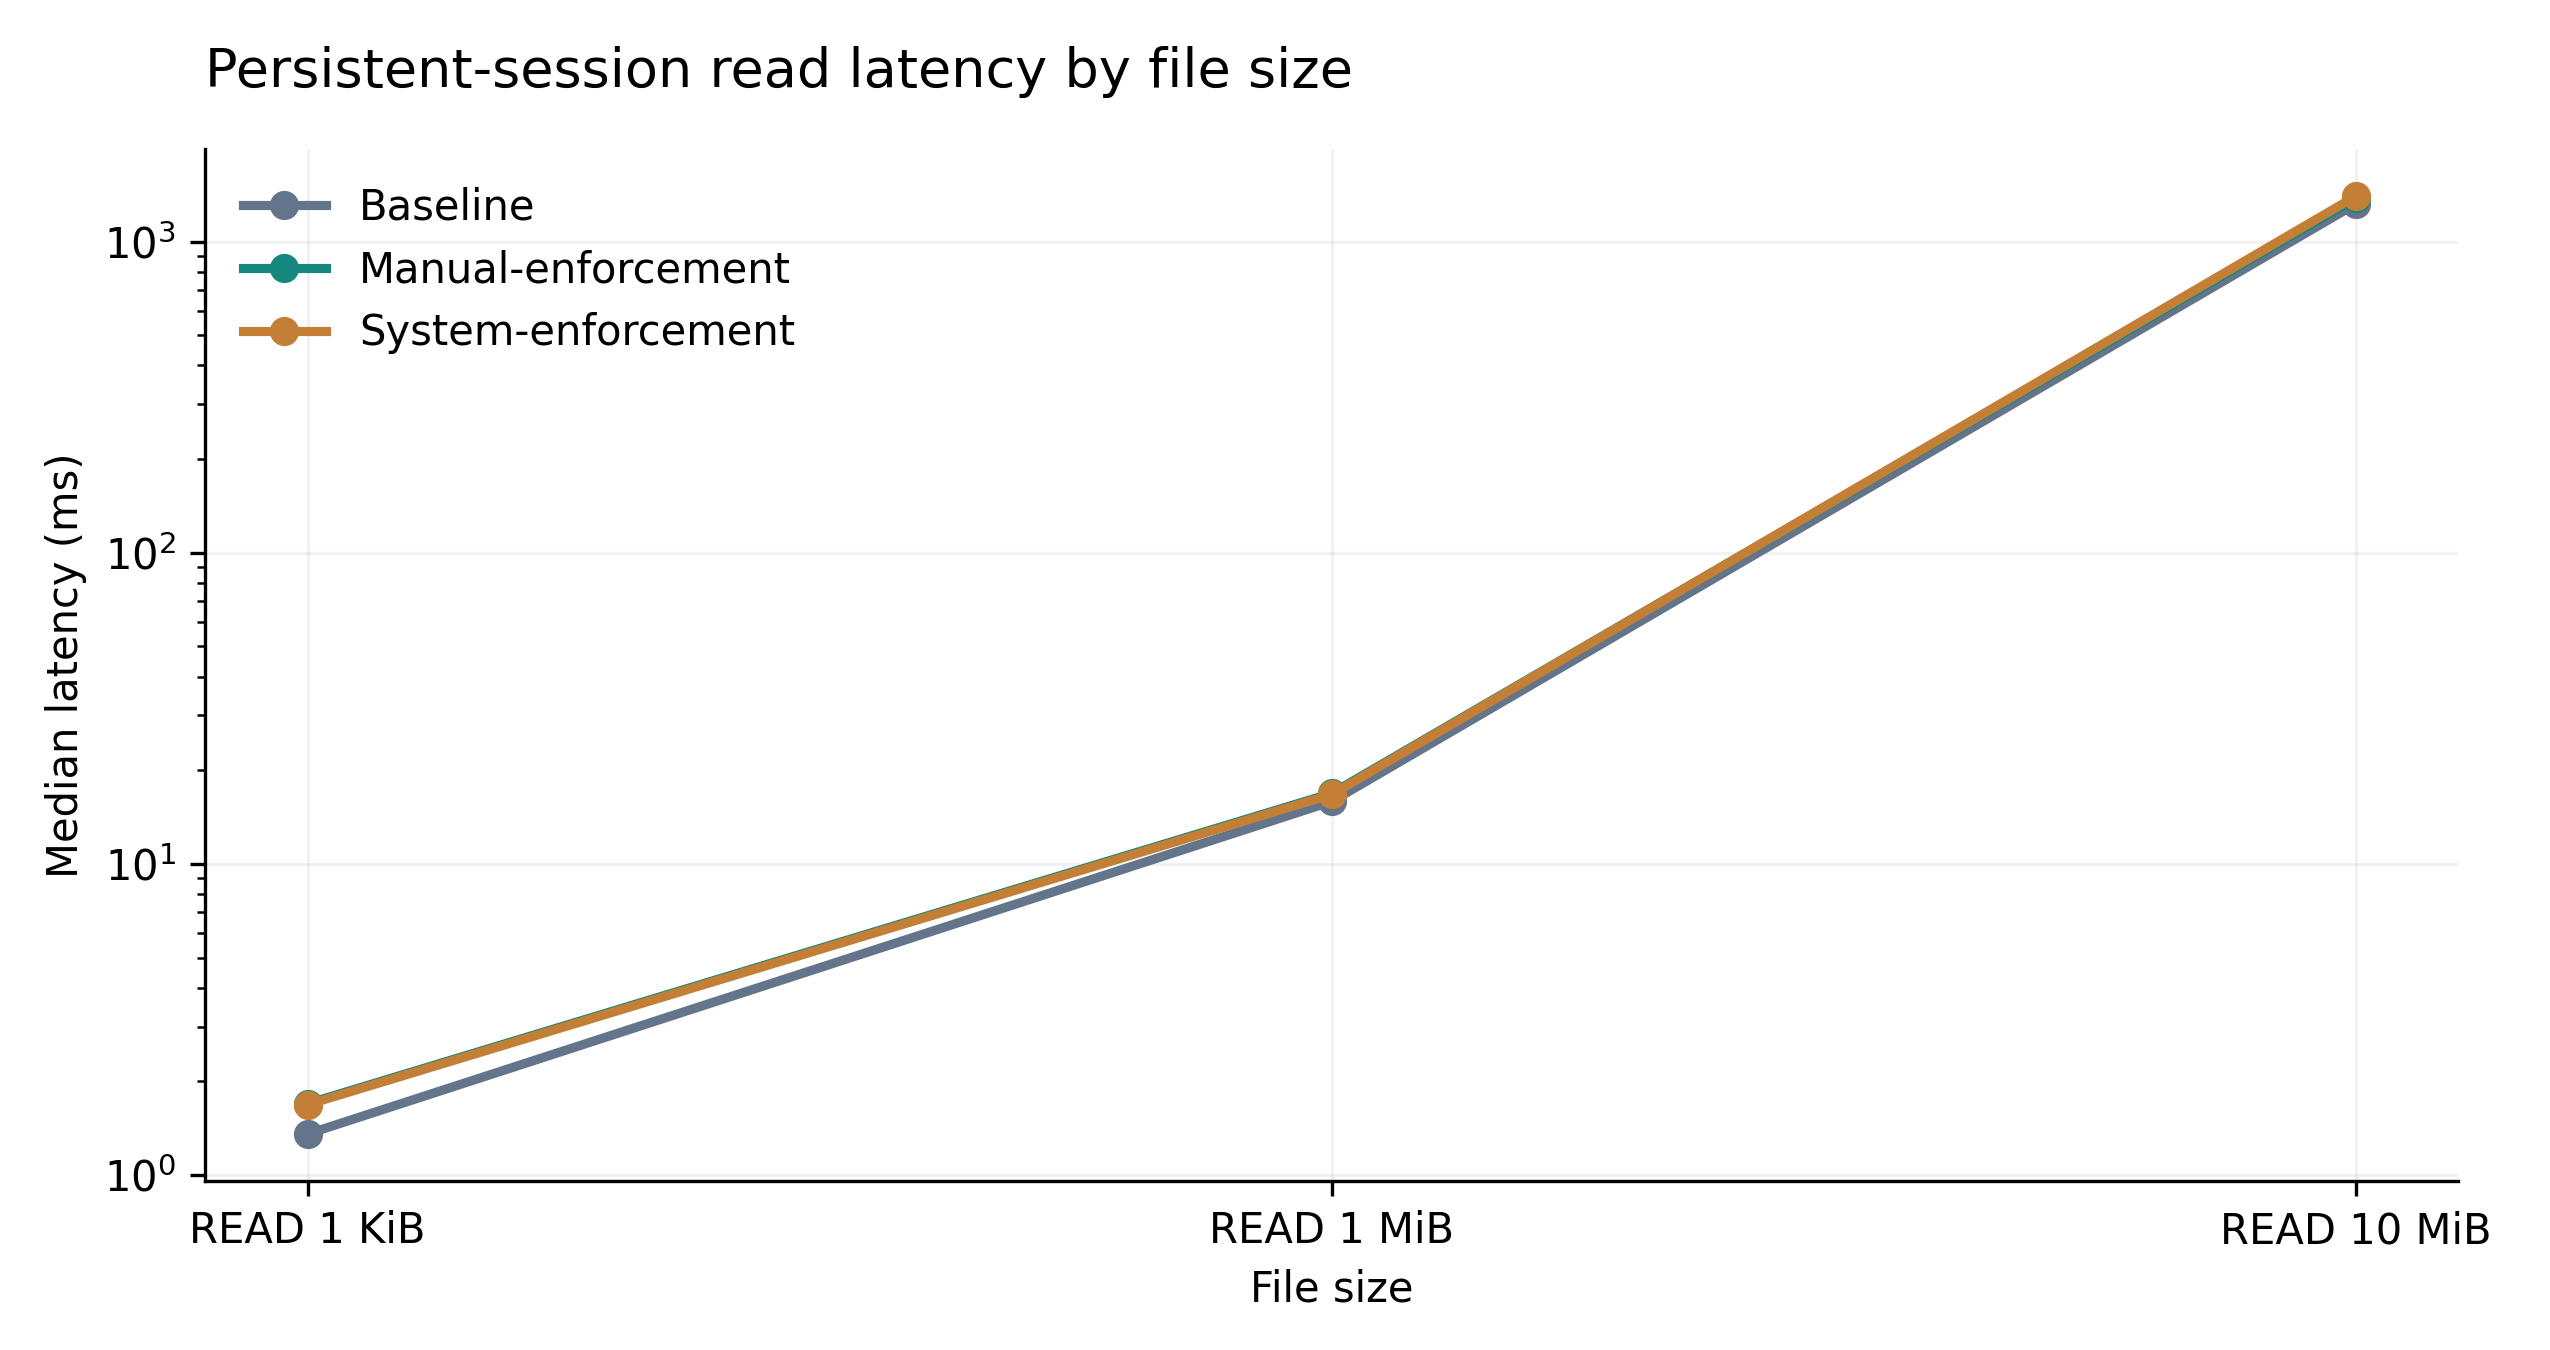 Persistent-session read latency by file size
Baseline
Manual-enforcement
System-enforcement
Median latency (ms)
10³
10²
10¹
10⁰
READ 1 KiB
READ 1 MiB
READ 10 MiB
File size